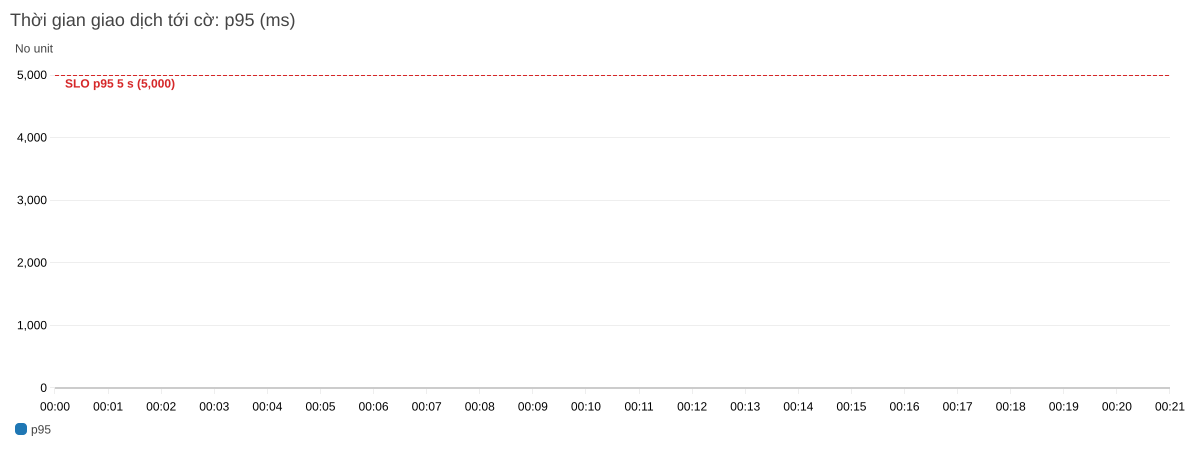 Thời gian giao dịch tới cờ: p95 (ms)
No unit
5,000
SLO p95 5 s (5,000)
4,000
3,000
2,000
1,000
0
00:00 00:01 00:02 00:03 00:04 00:05 00:06 00:07 00:08 00:09 00:10 00:11 00:12 00:13 00:14 00:15 00:16 00:17 00:18 00:19 00:20 00:21
p95